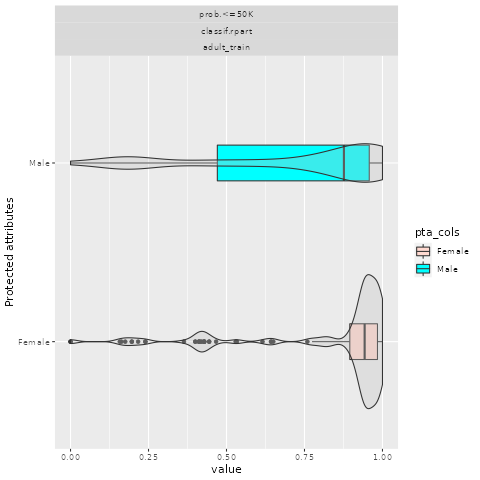 prob.<=50K
classif.rpart
adult_train
Male
Female
Protected attributes
0.00 0.25 0.50 0.75 1.00
value
pta_cols
Female
Male